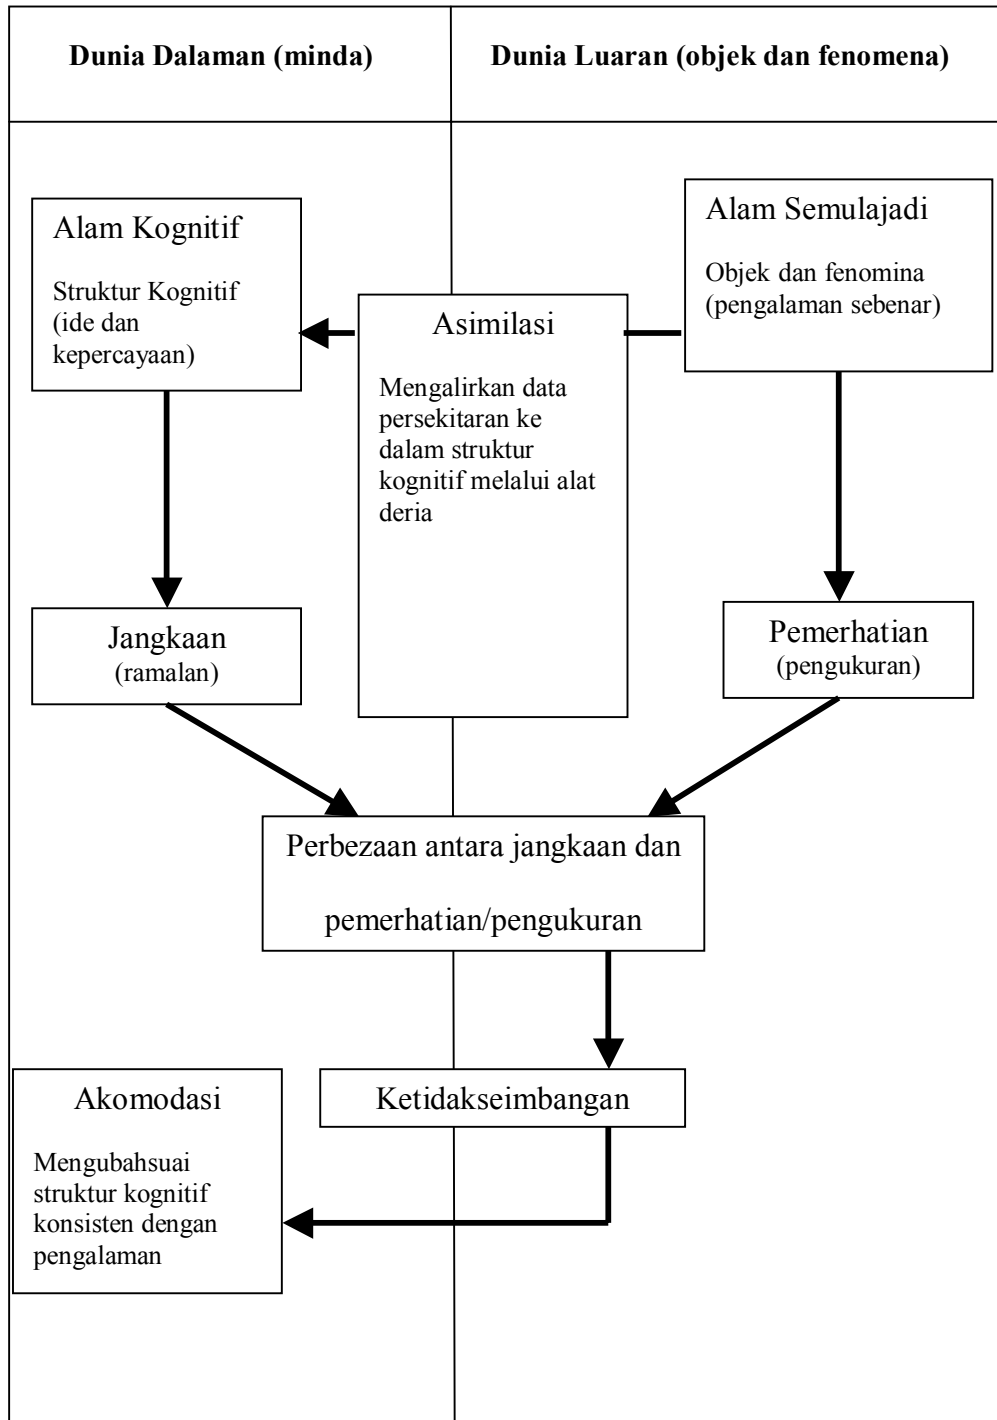 Dunia Dalaman (minda)
Dunia Luaran (objek dan fenomena)
Alam Kognitif
Struktur Kognitif
(ide dan
kepercayaan)
Alam Semulajadi
Objek dan fenomina
(pengalaman sebenar)
Asimilasi
Mengalirkan data
persekitaran ke
dalam struktur
kognitif melalui alat
deria
Jangkaan
(ramalan)
Pemerhatian
(pengukuran)
Perbezaan antara jangkaan dan
pemerhatian/pengukuran
Ketidakseimbangan
Akomodasi
Mengubahsuai
struktur kognitif
konsisten dengan
pengalaman